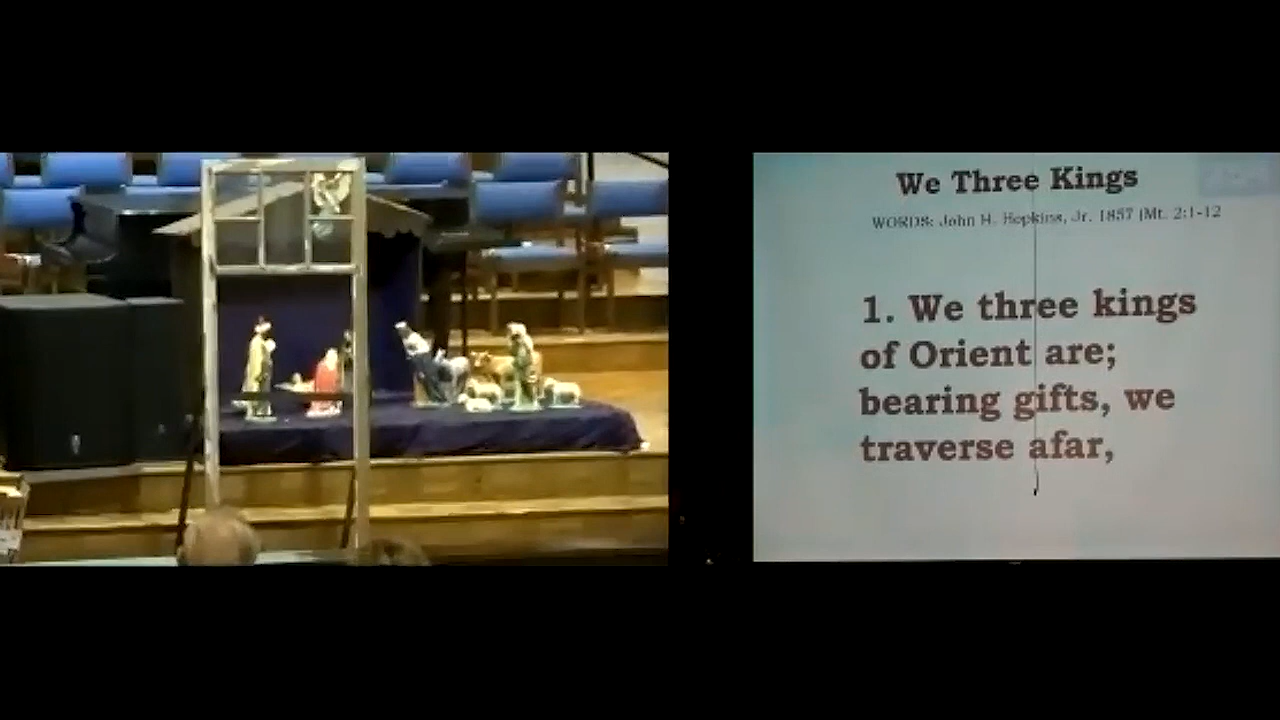 We Three Kings
WORDS: John H. Hopkins, Jr. 1857 (Mt. 2:1-12
1. We three kings
of Orient are;
bearing gifts, we
traverse afar,